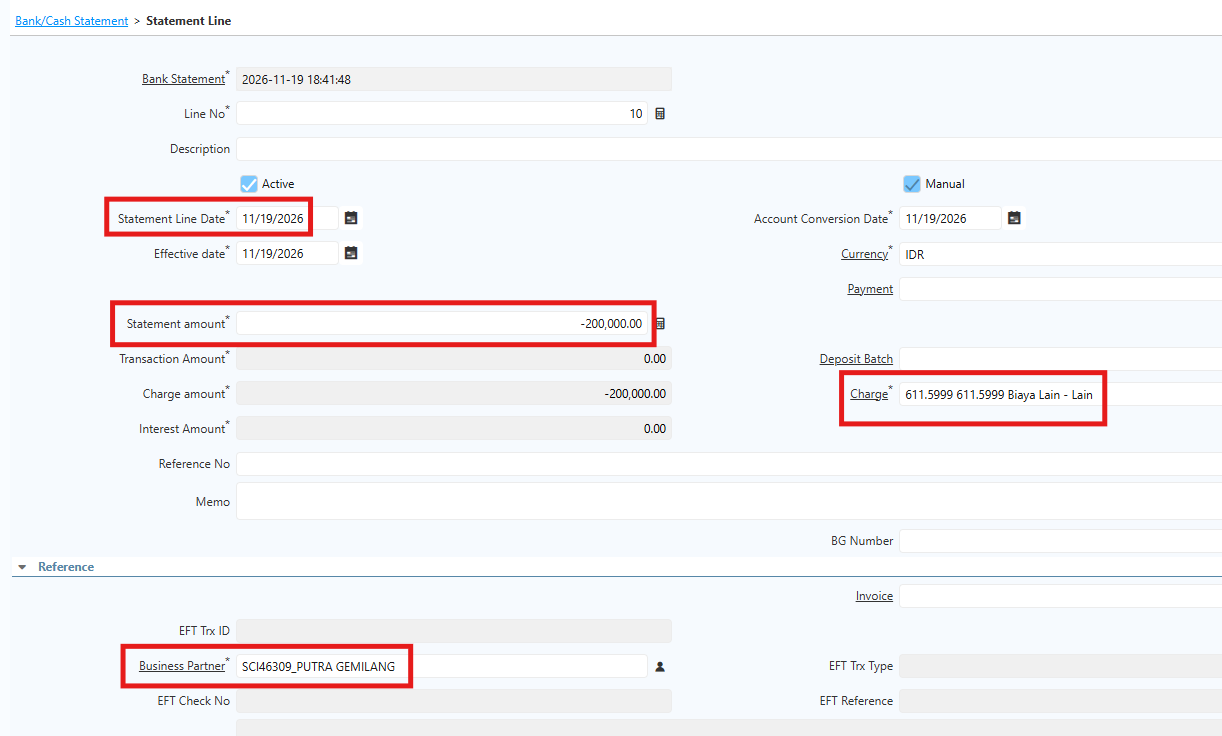 Bank/Cash Statement > Statement Line
Bank Statement* 2026-11-19 18:41:48
Line No* 10
Description
Active Manual
Statement Line Date* 11/19/2026 Account Conversion Date* 11/19/2026
Effective date* 11/19/2026 Currency* IDR
Payment
Statement amount* -200,000.00
Transaction Amount* 0.00 Deposit Batch
Charge amount* -200,000.00 Charge* 611.5999 611.5999 Biaya Lain - Lain
Interest Amount* 0.00
Reference No
Memo
BG Number
Reference
Invoice
EFT Trx ID
Business Partner* SCI46309_PUTRA GEMILANG EFT Trx Type
EFT Check No EFT Reference